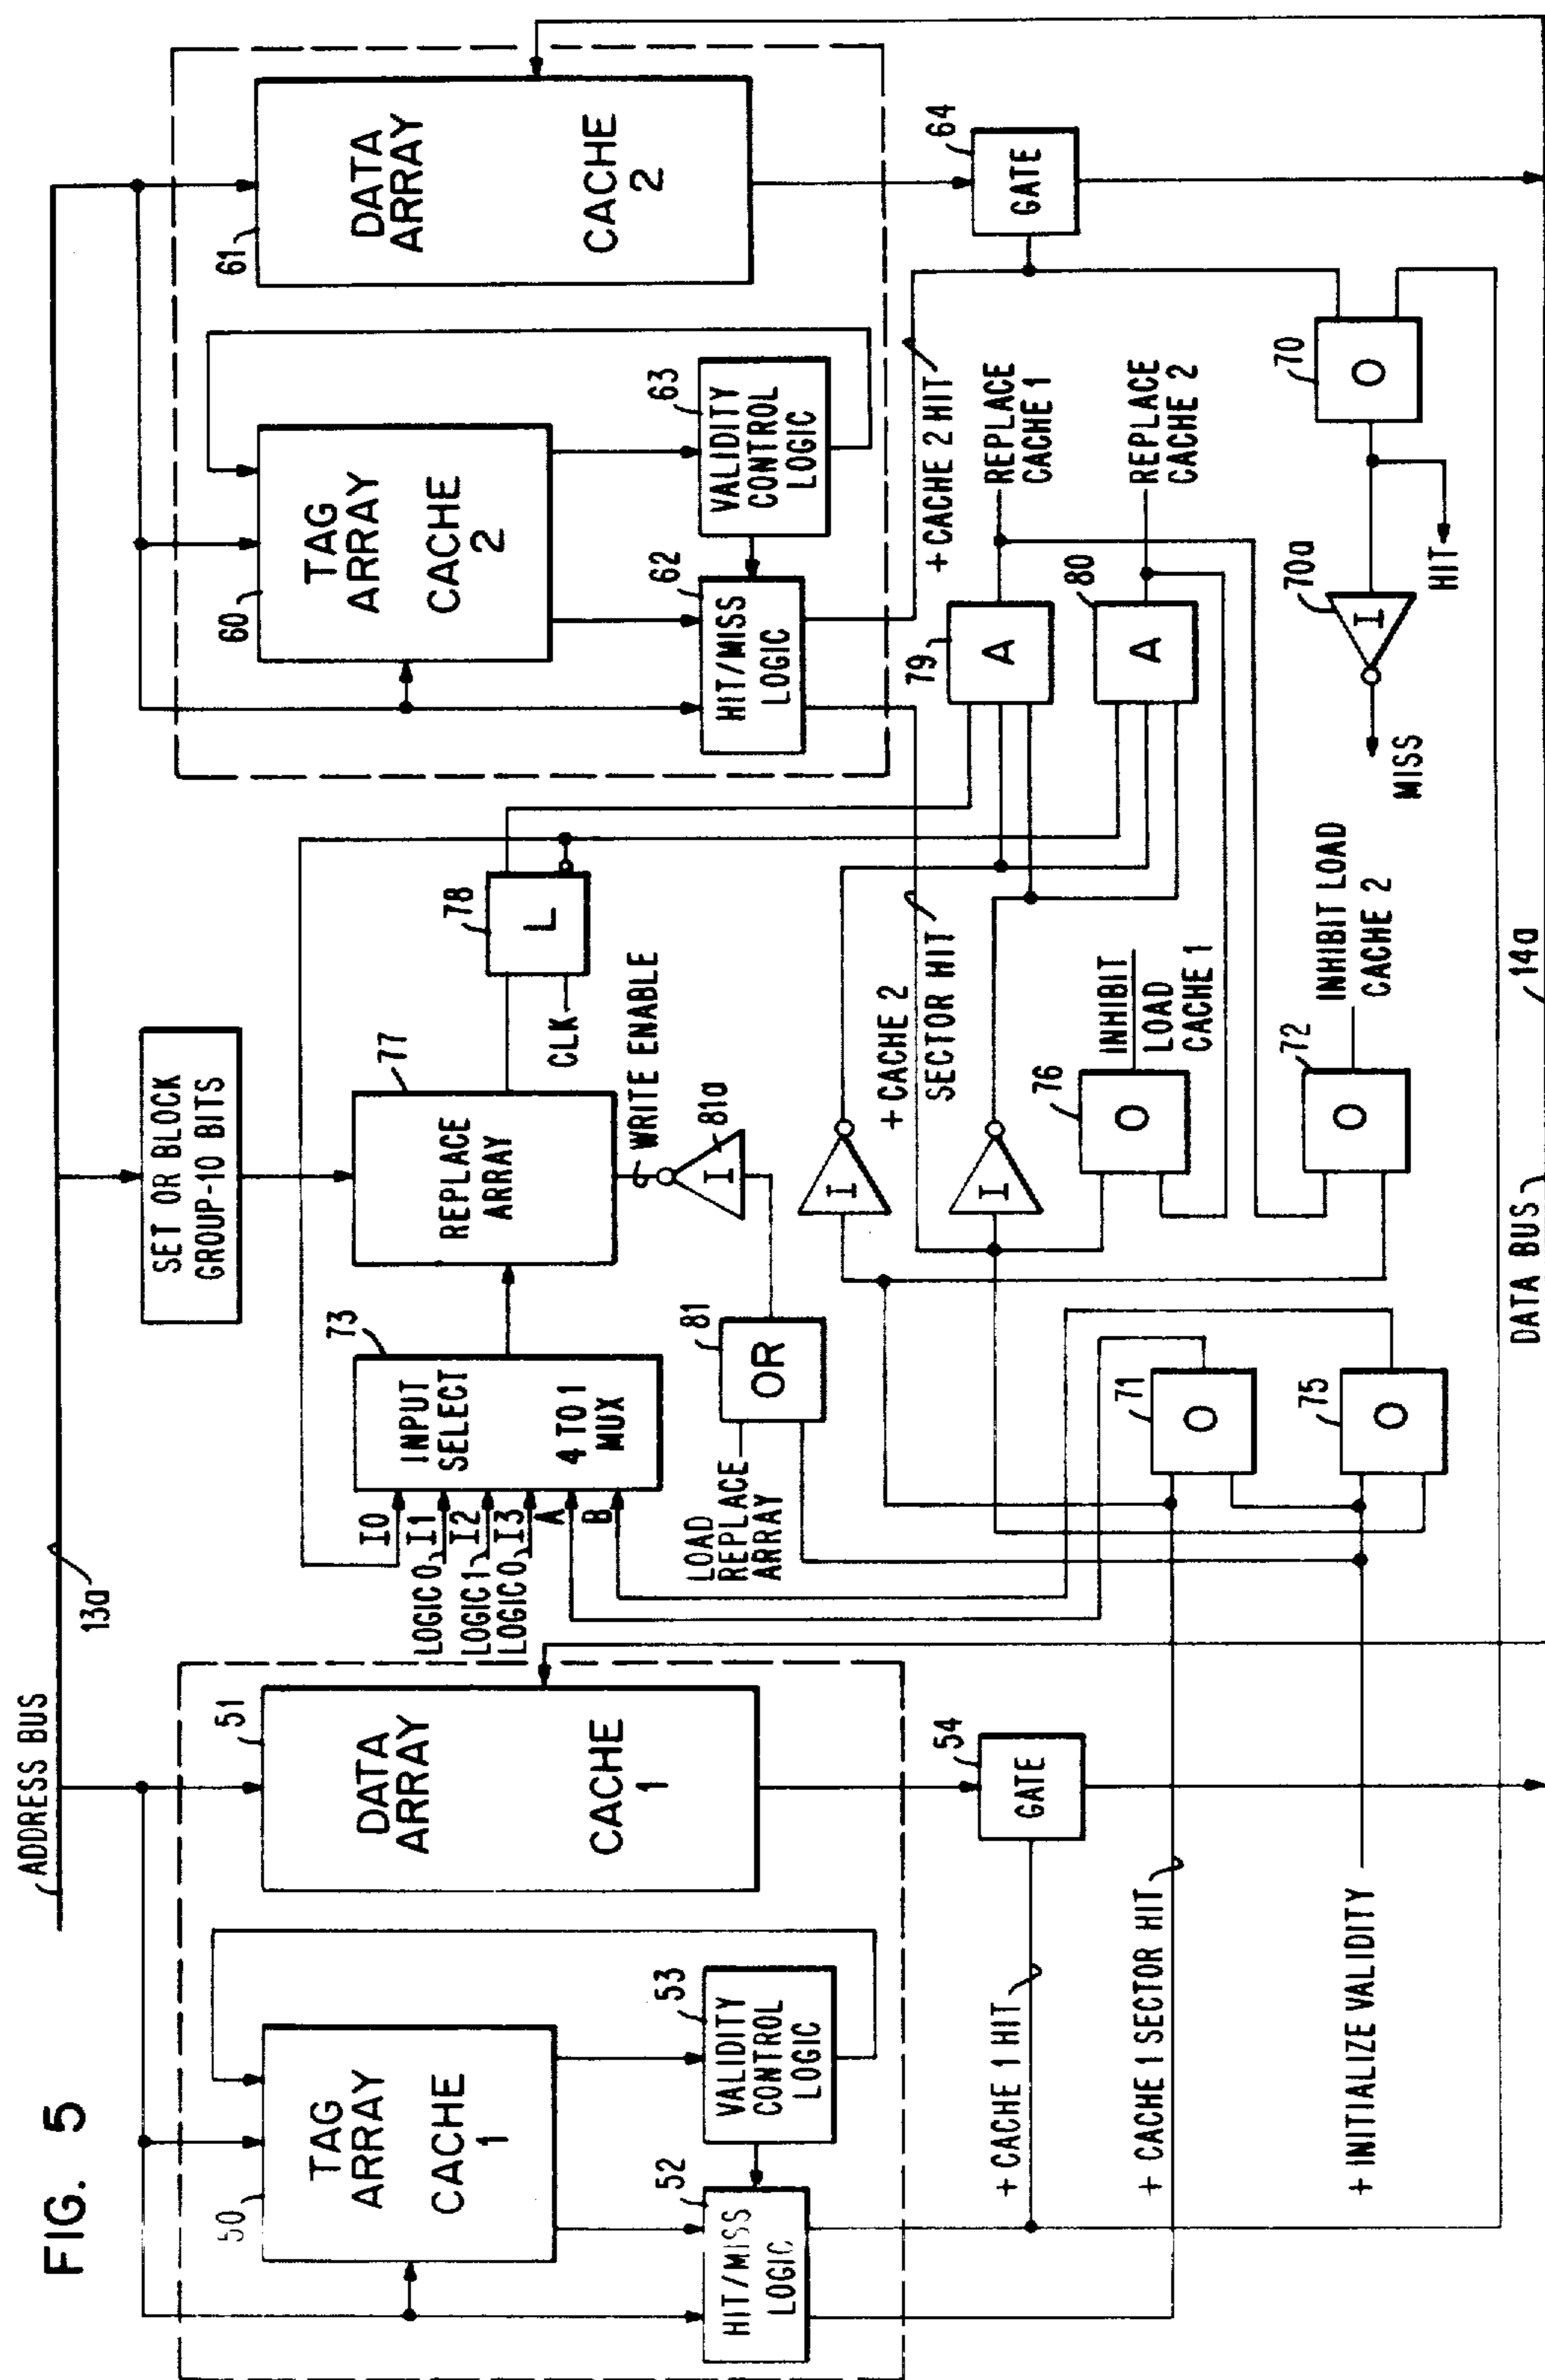 FIG. 5
ADDRESS BUS
13a
50
TAG
ARRAY
CACHE
1
51
DATA
ARRAY
CACHE
1
52
HIT/MISS
LOGIC
53
VALIDITY
CONTROL
LOGIC
54
GATE
+ CACHE 1 HIT
+ CACHE 1 SECTOR HIT
+ INITIALIZE VALIDITY
SET OR BLOCK
GROUP-10 BITS
I0
LOGIC 0
I1
LOGIC 1
I2
LOGIC 0
I3
A
B
73
INPUT
SELECT
4 TO 1
MUX
77
REPLACE
ARRAY
78
L
CLK
WRITE ENABLE
81a
I
LOAD
REPLACE
ARRAY
81
OR
71
O
75
O
I
I
+ CACHE 2
SECTOR HIT
76
O
INHIBIT
LOAD
CACHE 1
72
O
INHIBIT LOAD
CACHE 2
DATA BUS
14a
60
TAG
ARRAY
CACHE
2
61
DATA
ARRAY
CACHE
2
62
HIT/MISS
LOGIC
63
VALIDITY
CONTROL
LOGIC
64
GATE
+ CACHE 2 HIT
79
A
REPLACE
CACHE 1
80
A
REPLACE
CACHE 2
70
O
70a
I
HIT
MISS